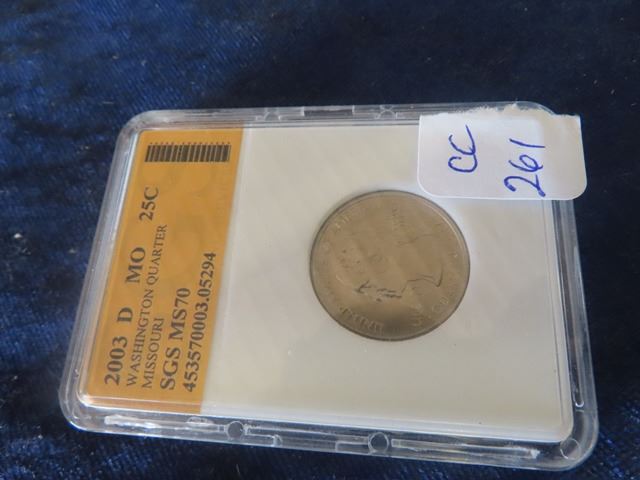 2003 D MO 25C
WASHINGTON QUARTER
MISSOURI
SGS MS70
453570003.05294
CC
261